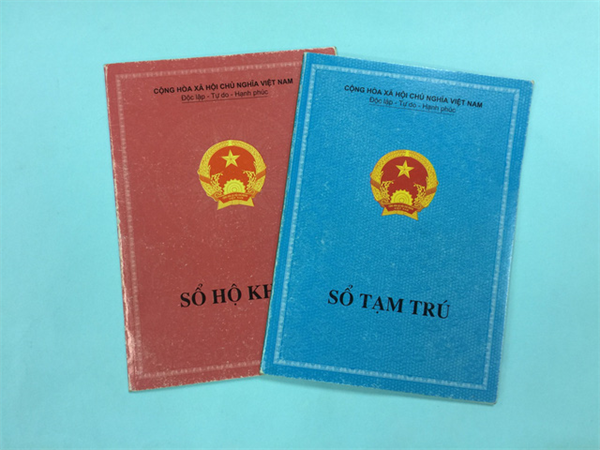 CỘNG HÒA XÃ HỘI CHỦ NGHĨA VIỆT NAM
Độc lập - Tự do - Hạnh phúc
SỔ HỘ KH
CỘNG HÒA XÃ HỘI CHỦ NGHĨA VIỆT NAM
Độc lập - Tự do - Hạnh phúc
SỔ TẠM TRÚ